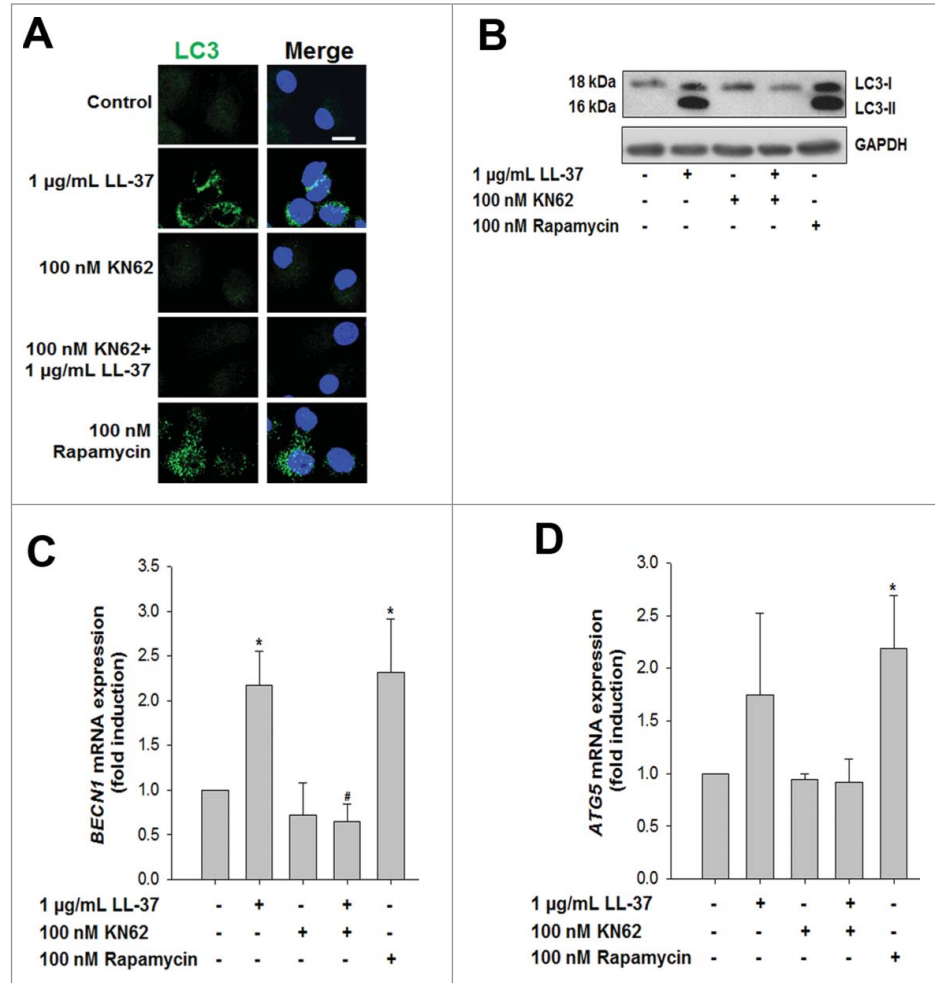 A
LC3 Merge
Control
1 µg/mL LL-37
100 nM KN62
100 nM KN62+
1 µg/mL LL-37
100 nM
Rapamycin
B
18 kDa LC3-I
16 kDa LC3-II
GAPDH
1 µg/mL LL-37 - + - + -
100 nM KN62 - - + + -
100 nM Rapamycin - - - - +
C
BECN1 mRNA expression
(fold induction)
3.5
3.0
2.5
2.0
1.5
1.0
0.5
0.0
* # *
1 µg/mL LL-37 - + - + -
100 nM KN62 - - + + -
100 nM Rapamycin - - - - +
D
ATG5 mRNA expression
(fold induction)
3.0
2.5
2.0
1.5
1.0
0.5
0.0
*
1 µg/mL LL-37 - + - + -
100 nM KN62 - - + + -
100 nM Rapamycin - - - - +